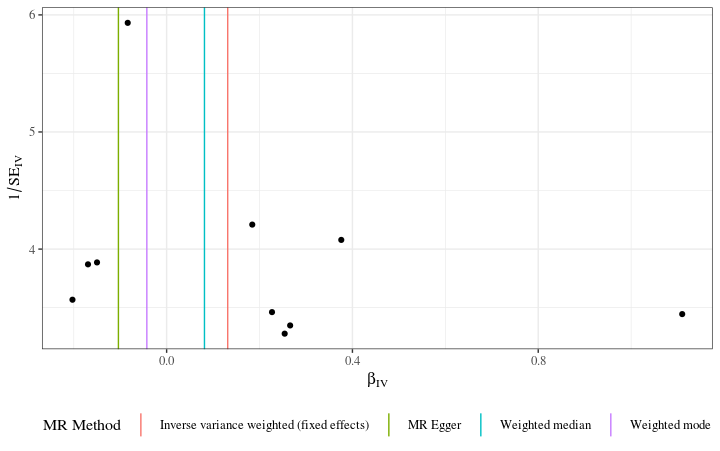 6
5
4
1/SE_IV
0.0 0.4 0.8
β_IV
MR Method Inverse variance weighted (fixed effects) MR Egger Weighted median Weighted mode